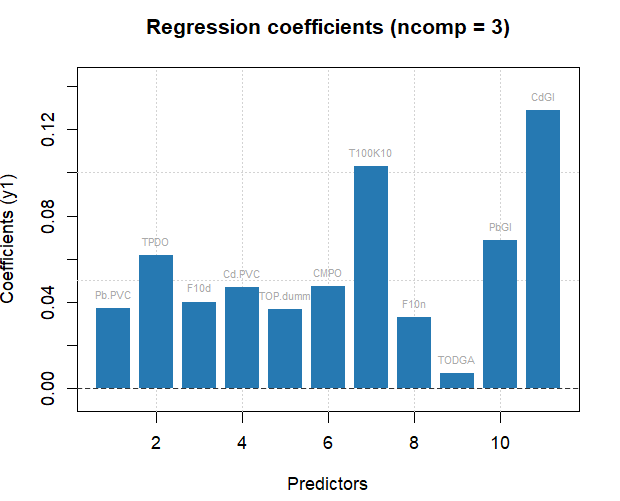 Regression coefficients (ncomp = 3)
Coefficients (y1)
0.12
0.08
0.04
0.00
Pb.PVC
TPDO
F10d
Cd.PVC
TOP.dumm
CMPO
T100K10
F10n
TODGA
PbGl
CdGl
2 4 6 8 10
Predictors